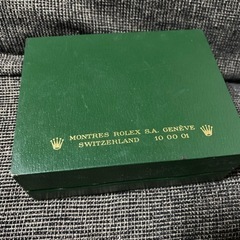 MONTRES ROLEX S.A. GENÈVE
SWITZERLAND 10 00 01